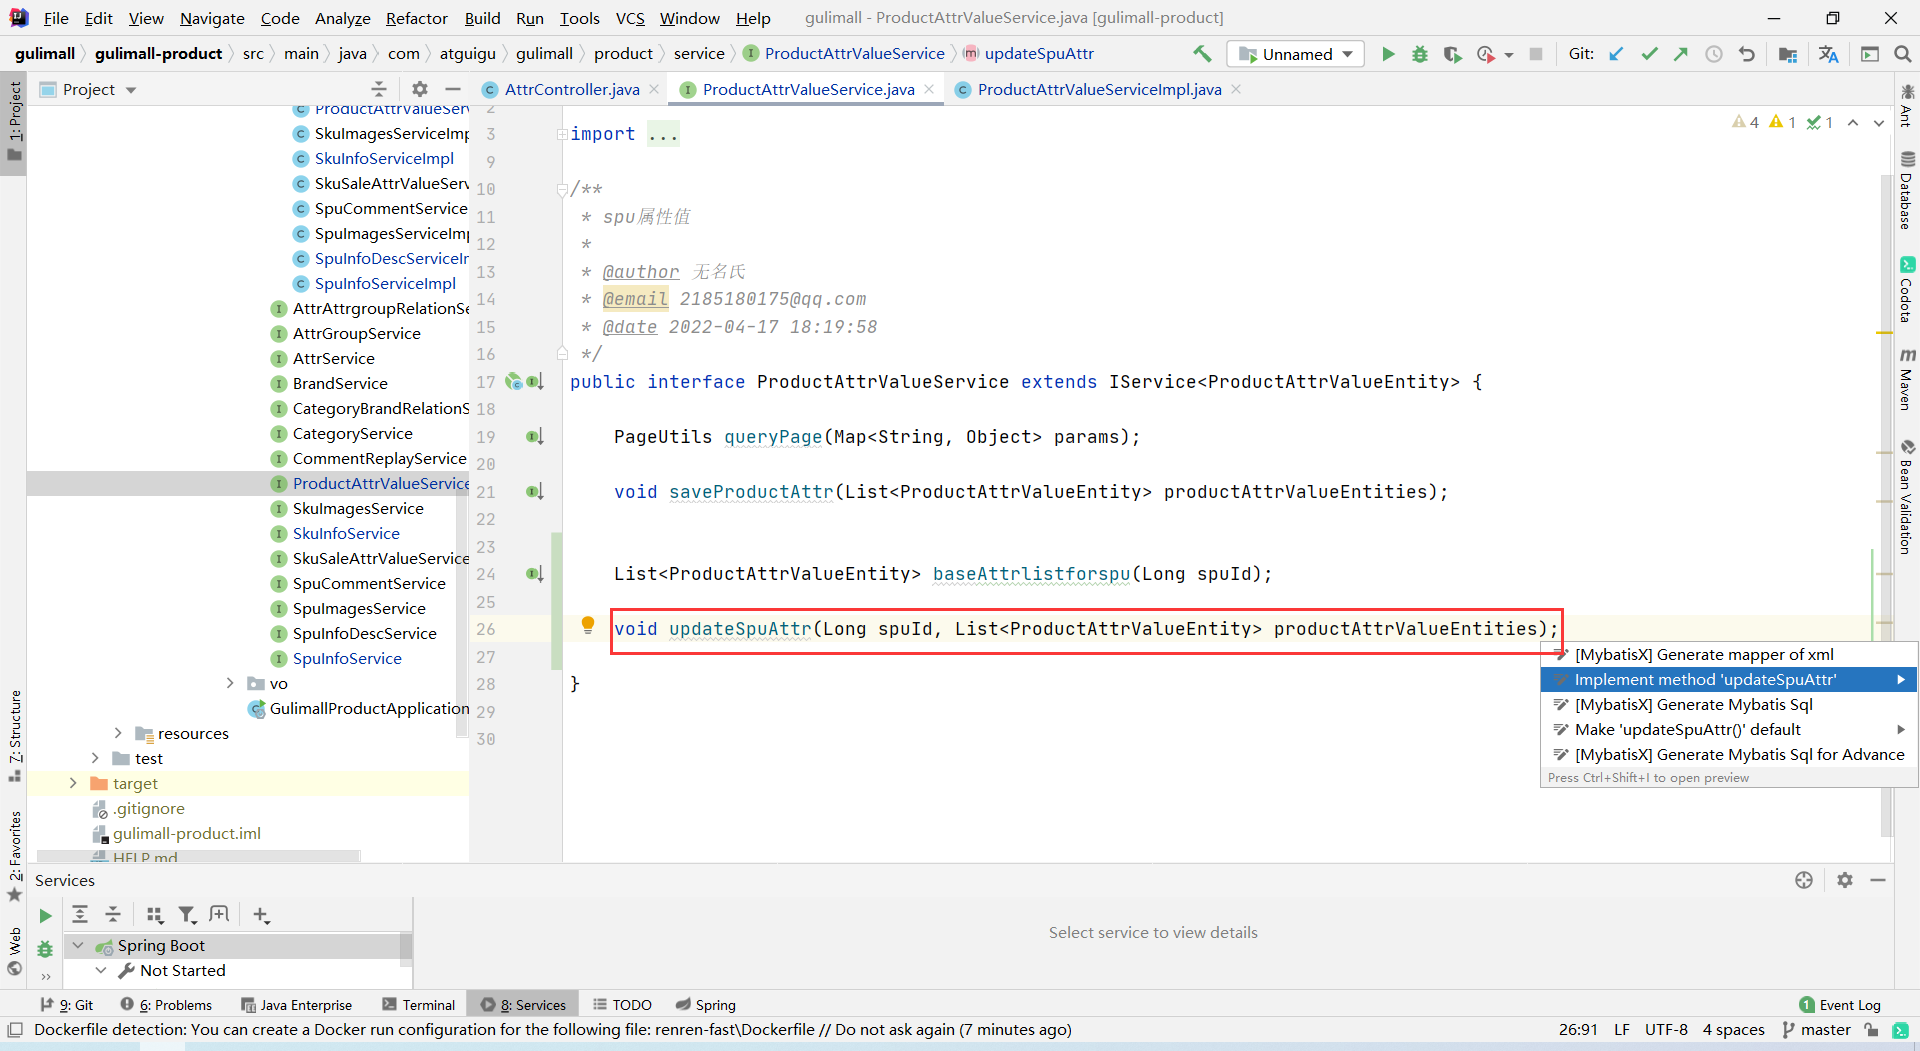 File Edit View Navigate Code Analyze Refactor Build Run Tools VCS Window Help gulimall - ProductAttrValueService.java [gulimall-product]
gulimall gulimall-product src main java com atguigu gulimall product service ProductAttrValueService updateSpuAttr Unnamed Git:
Project AttrController.java ProductAttrValueService.java ProductAttrValueServiceImpl.java
1: Project
7: Structure
2: Favorites
Web
ProductAttrValueServ
SkuImagesServiceImp
SkuInfoServiceImpl
SkuSaleAttrValueServ
SpuCommentService
SpuImagesServiceImp
SpuInfoDescServiceIr
SpuInfoServiceImpl
AttrAttrgroupRelationSe
AttrGroupService
AttrService
BrandService
CategoryBrandRelationS
CategoryService
CommentReplayService
ProductAttrValueService
SkuImagesService
SkuInfoService
SkuSaleAttrValueService
SpuCommentService
SpuImagesService
SpuInfoDescService
SpuInfoService
vo
GulimallProductApplication
resources
test
target
.gitignore
gulimall-product.iml
HELP.md
4 1 1
2
3 import ...
9
10 /**
11 * spu属性值
12 *
13 * @author 无名氏
14 * @email 2185180175@qq.com
15 * @date 2022-04-17 18:19:58
16 */
17 public interface ProductAttrValueService extends IService<ProductAttrValueEntity> {
18
19 PageUtils queryPage(Map<String, Object> params);
20
21 void saveProductAttr(List<ProductAttrValueEntity> productAttrValueEntities);
22
23
24 List<ProductAttrValueEntity> baseAttrlistforspu(Long spuId);
25
26 void updateSpuAttr(Long spuId, List<ProductAttrValueEntity> productAttrValueEntities);
27
28 }
29
30
[MybatisX] Generate mapper of xml
Implement method 'updateSpuAttr'
[MybatisX] Generate Mybatis Sql
Make 'updateSpuAttr()' default
[MybatisX] Generate Mybatis Sql for Advance
Press Ctrl+Shift+I to open preview
Ant
Database
Codota
Maven
Bean Validation
Services
Spring Boot
Not Started
Select service to view details
9: Git 6: Problems Java Enterprise Terminal 8: Services TODO Spring 1 Event Log
Dockerfile detection: You can create a Docker run configuration for the following file: renren-fast\Dockerfile // Do not ask again (7 minutes ago) 26:91 LF UTF-8 4 spaces master